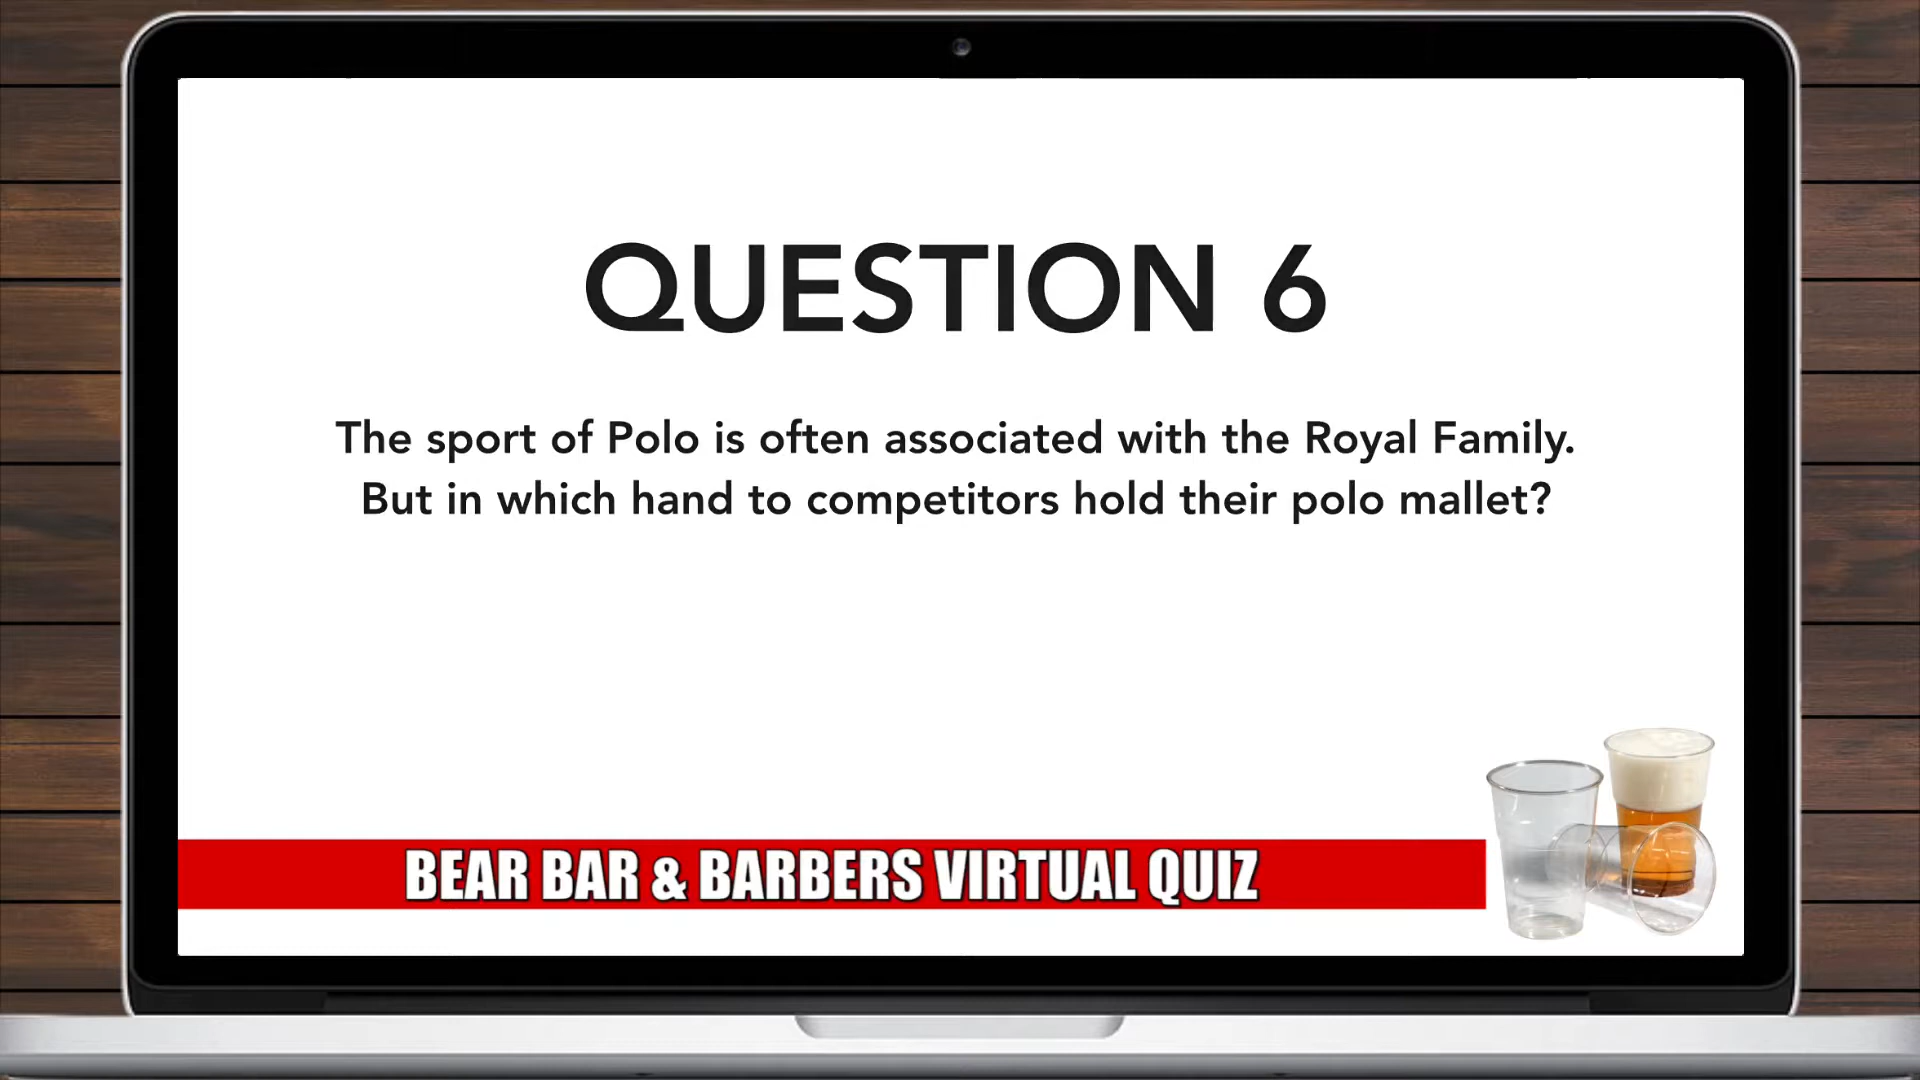 QUESTION 6
The sport of Polo is often associated with the Royal Family.
But in which hand to competitors hold their polo mallet?
BEAR BAR & BARBERS VIRTUAL QUIZ